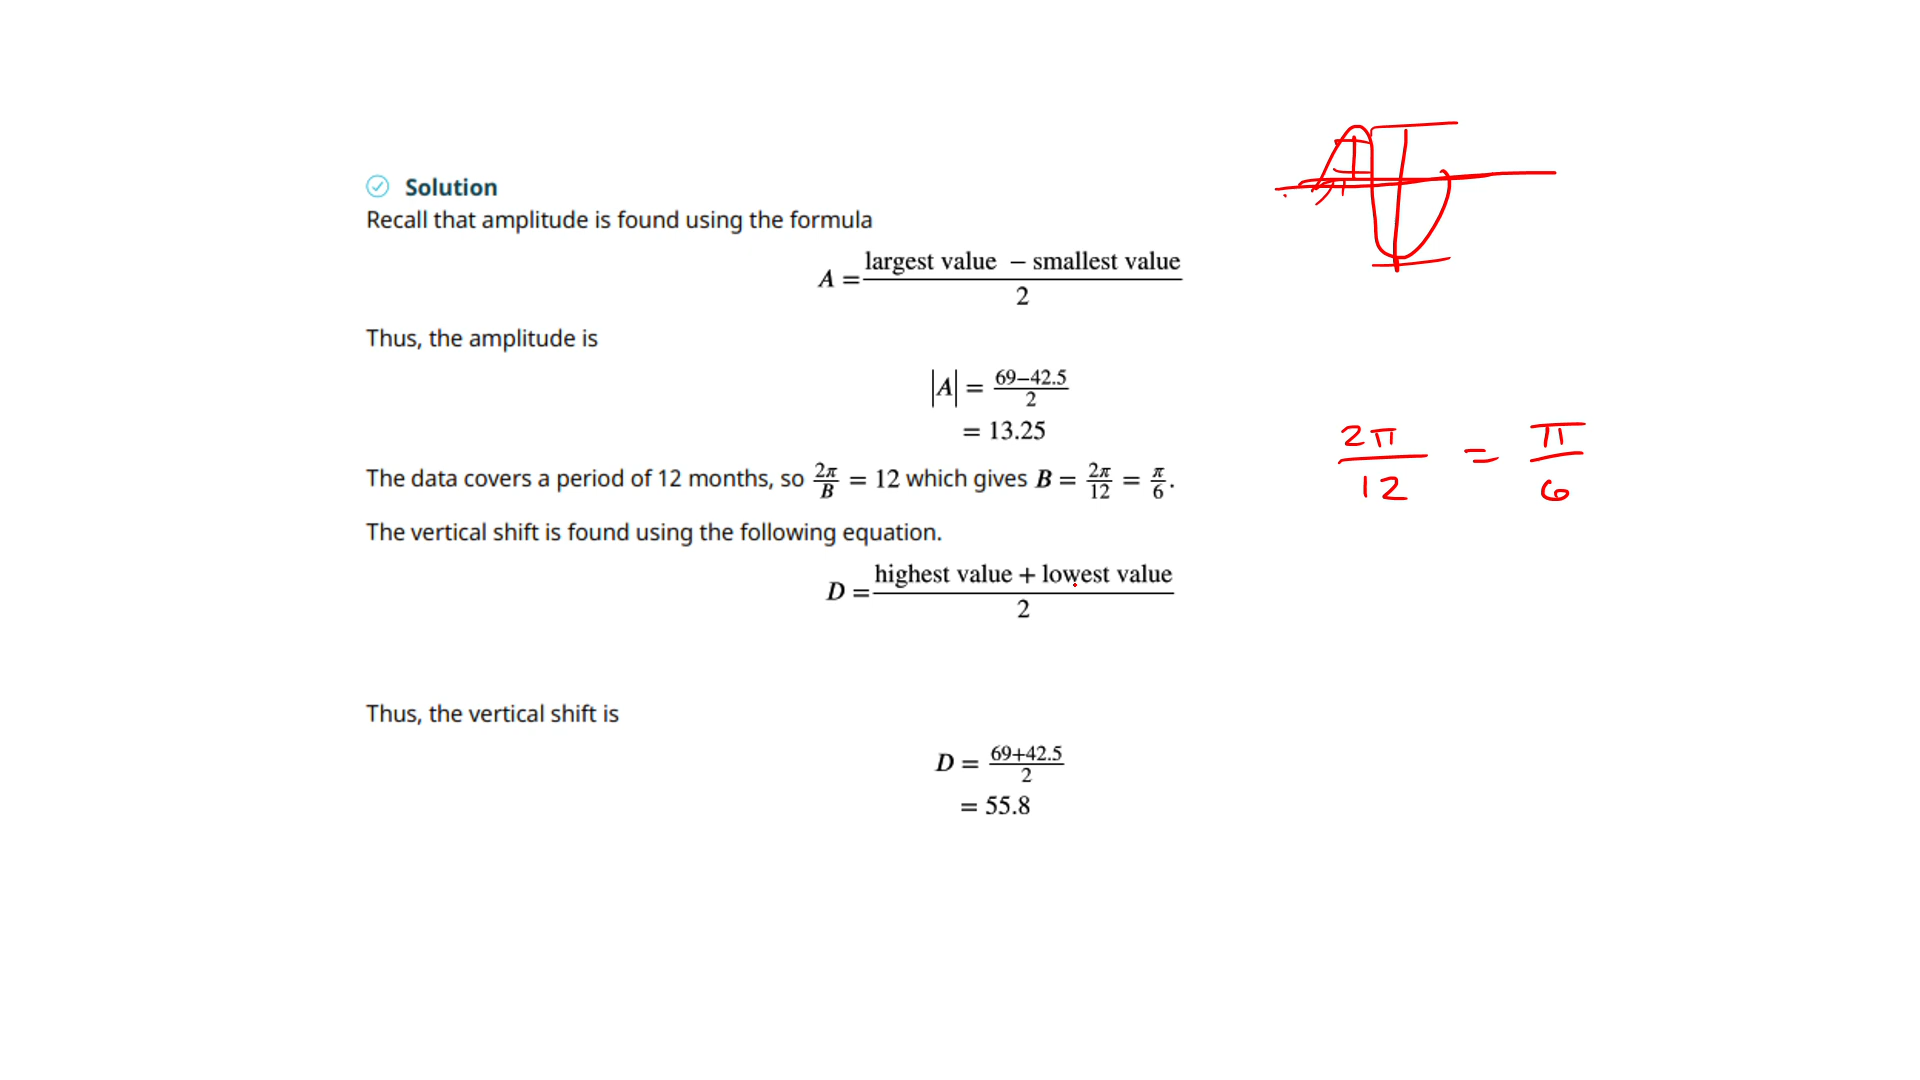 Solution
Recall that amplitude is found using the formula
A = (largest value − smallest value)/2
Thus, the amplitude is
|A| = (69−42.5)/2
= 13.25
The data covers a period of 12 months, so 2π/B = 12 which gives B = 2π/12 = π/6.
2π/12 = π/6
The vertical shift is found using the following equation.
D = (highest value + lowest value)/2
Thus, the vertical shift is
D = (69+42.5)/2
= 55.8